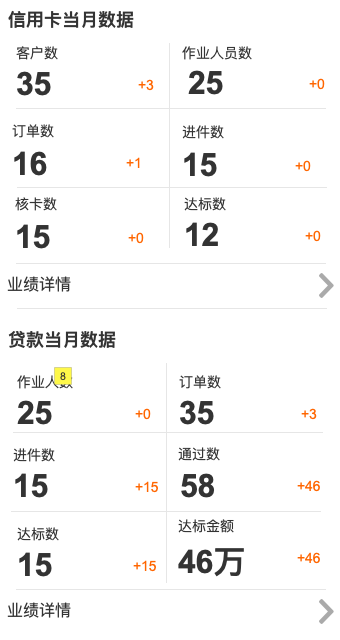 信用卡当月数据
客户数 作业人员数
35 +3 25 +0
订单数 进件数
16 +1 15 +0
核卡数 达标数
15 +0 12 +0
业绩详情
贷款当月数据
作业人数 8 订单数
25 +0 35 +3
进件数 通过数
15 +15 58 +46
达标数 达标金额
15 +15 46万 +46
业绩详情